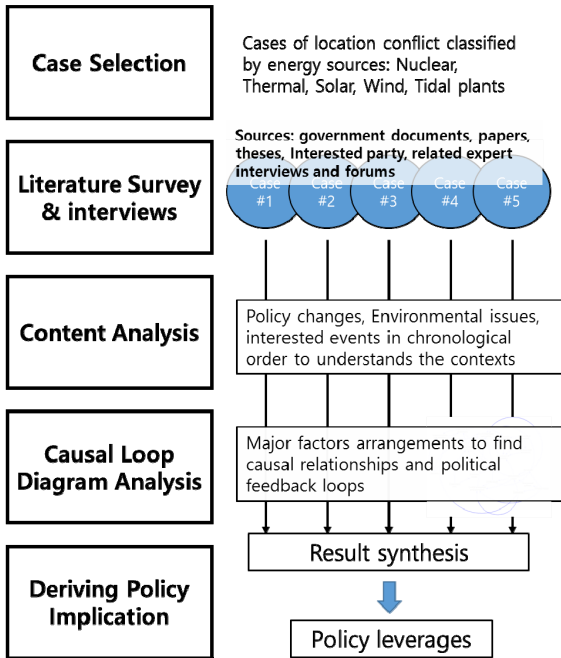 Case Selection
Cases of location conflict classified
by energy sources: Nuclear,
Thermal, Solar, Wind, Tidal plants
Literature Survey
& interviews
Sources: government documents, papers,
theses, Interested party, related expert
interviews and forums
Case
#1
Case
#2
Case
#3
Case
#4
Case
#5
Content Analysis
Policy changes, Environmental issues,
interested events in chronological
order to understands the contexts
Causal Loop
Diagram Analysis
Major factors arrangements to find
causal relationships and political
feedback loops
Deriving Policy
Implication
Result synthesis
Policy leverages